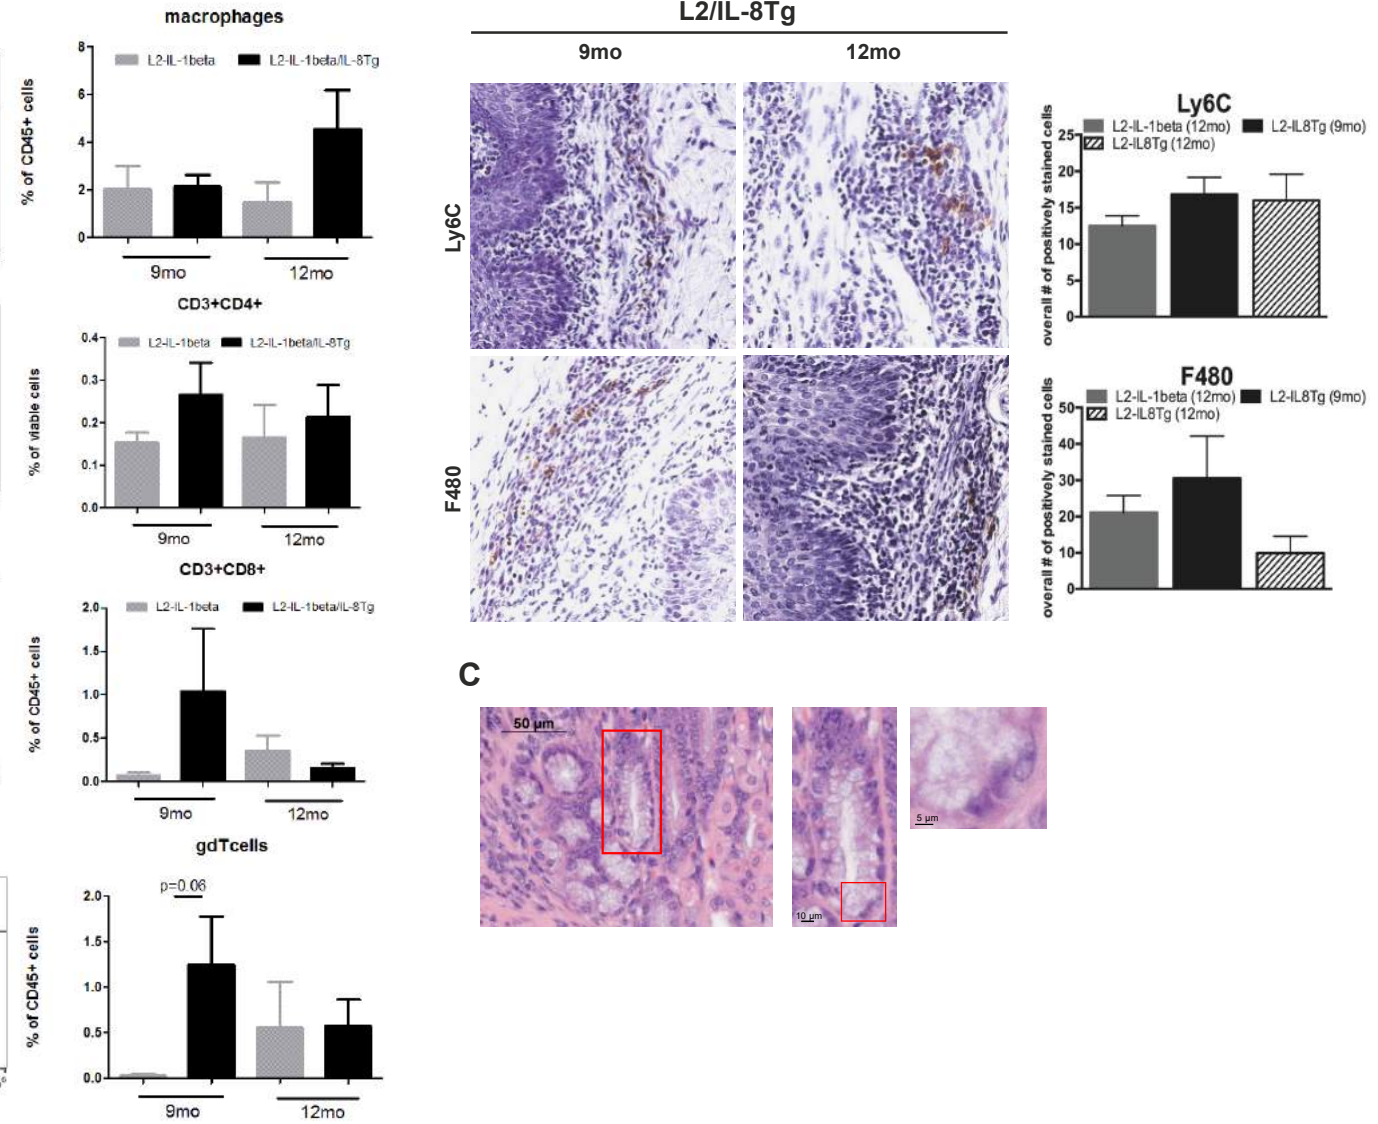 macrophages
8
6
4
2
0
% of CD45+ cells
L2-IL-1beta
L2-IL-1beta/IL-8Tg
9mo
12mo
CD3+CD4+
0.4
0.3
0.2
0.1
0.0
% of viable cells
L2-IL-1beta
L2-IL-1beta/IL-8Tg
9mo
12mo
CD3+CD8+
2.0
1.5
1.0
0.5
0.0
% of CD45+ cells
L2-IL-1beta
L2-IL-1beta/IL-8Tg
9mo
12mo
gdTcells
p=0.06
2.0
1.5
1.0
0.5
0.0
% of CD45+ cells
9mo
12mo
L2/IL-8Tg
9mo
12mo
Ly6C
F480
Ly6C
L2-IL-1beta (12mo)
L2-IL8Tg (9mo)
L2-IL8Tg (12mo)
25
20
15
10
5
0
overall # of positively stained cells
F480
L2-IL-1beta (12mo)
L2-IL8Tg (9mo)
L2-IL8Tg (12mo)
50
40
30
20
10
0
overall # of positively stained cells
C
50 µm
10 µm
5 µm